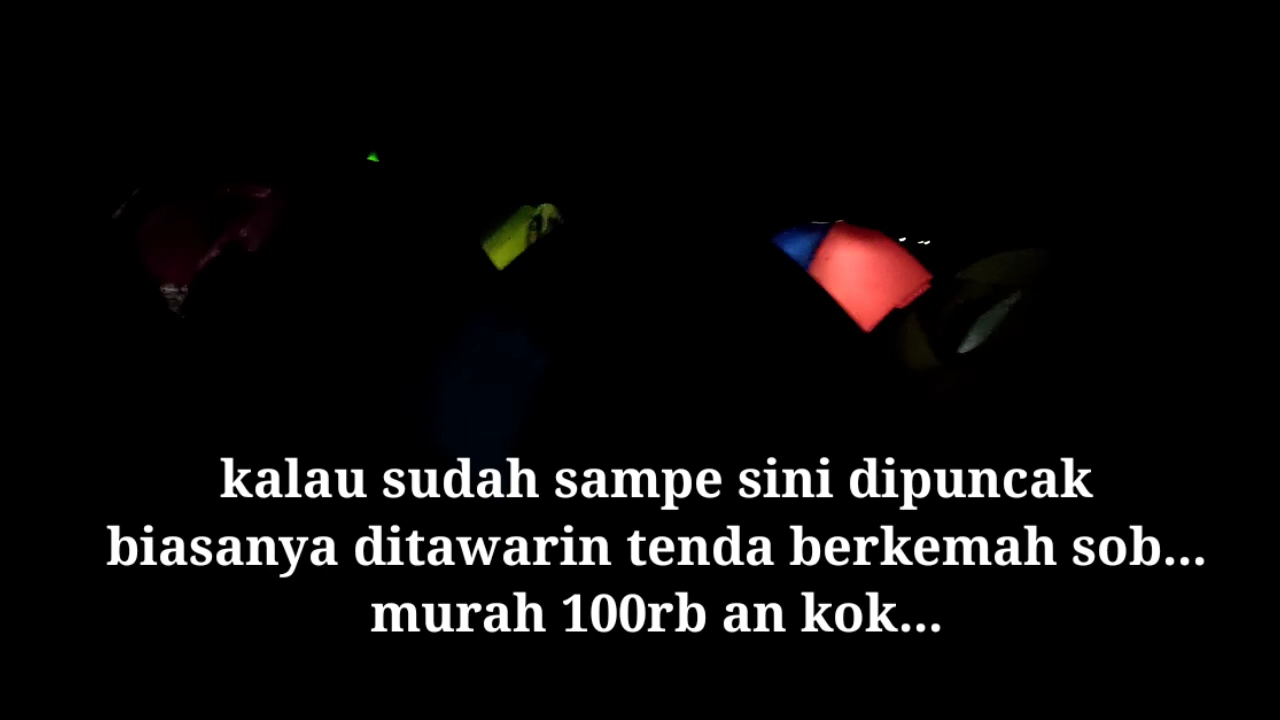 kalau sudah sampe sini dipuncak
biasanya ditawarin tenda berkemah sob...
murah 100rb an kok...